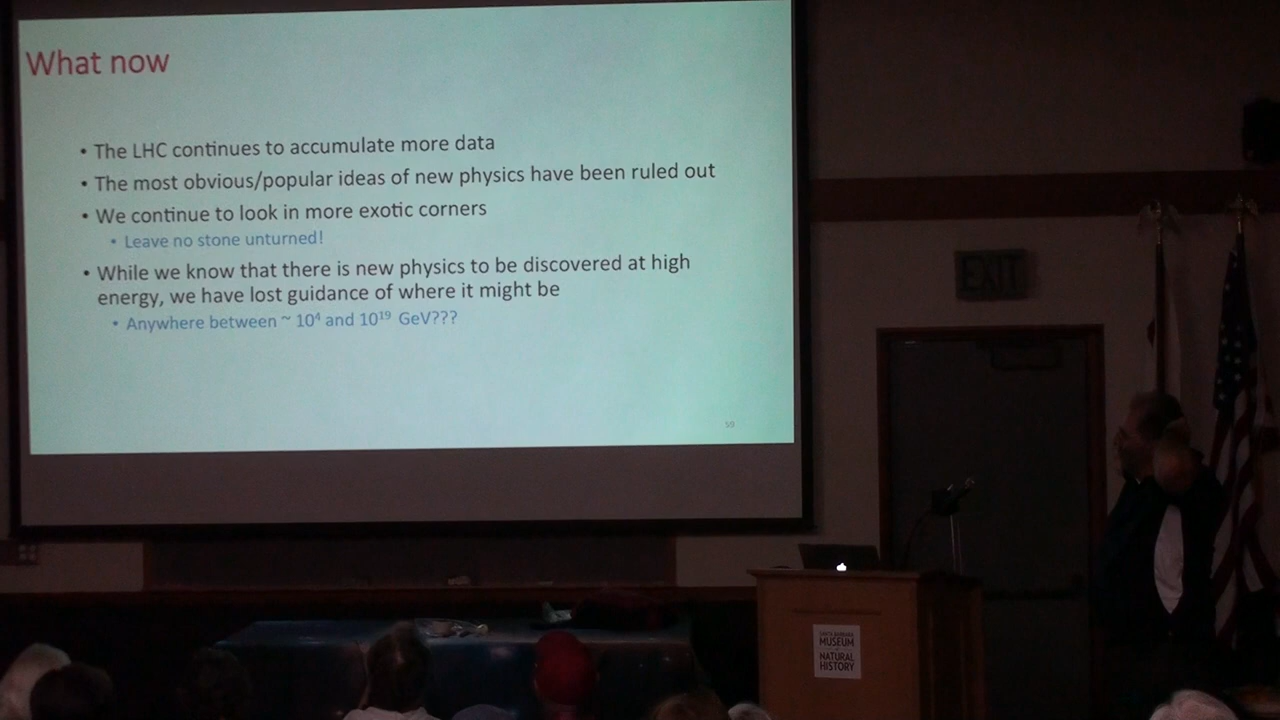 What now
• The LHC continues to accumulate more data
• The most obvious/popular ideas of new physics have been ruled out
• We continue to look in more exotic corners
• Leave no stone unturned!
• While we know that there is new physics to be discovered at high
energy, we have lost guidance of where it might be
• Anywhere between ~ 10⁴ and 10¹⁹ GeV???
59
EXIT
SANTA BARBARA
MUSEUM
NATURAL
HISTORY